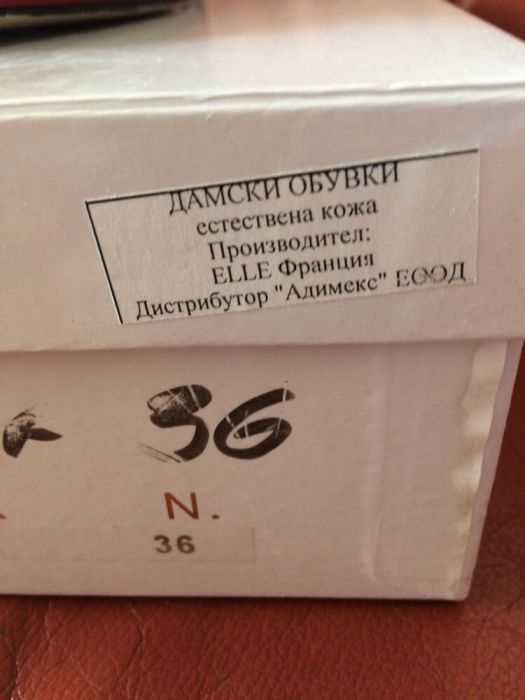 ДАМСКИ ОБУВКИ
естествена кожа
Производител:
ELLE Франция
Дистрибутор "Адимекс" ЕООД
36
N.
36